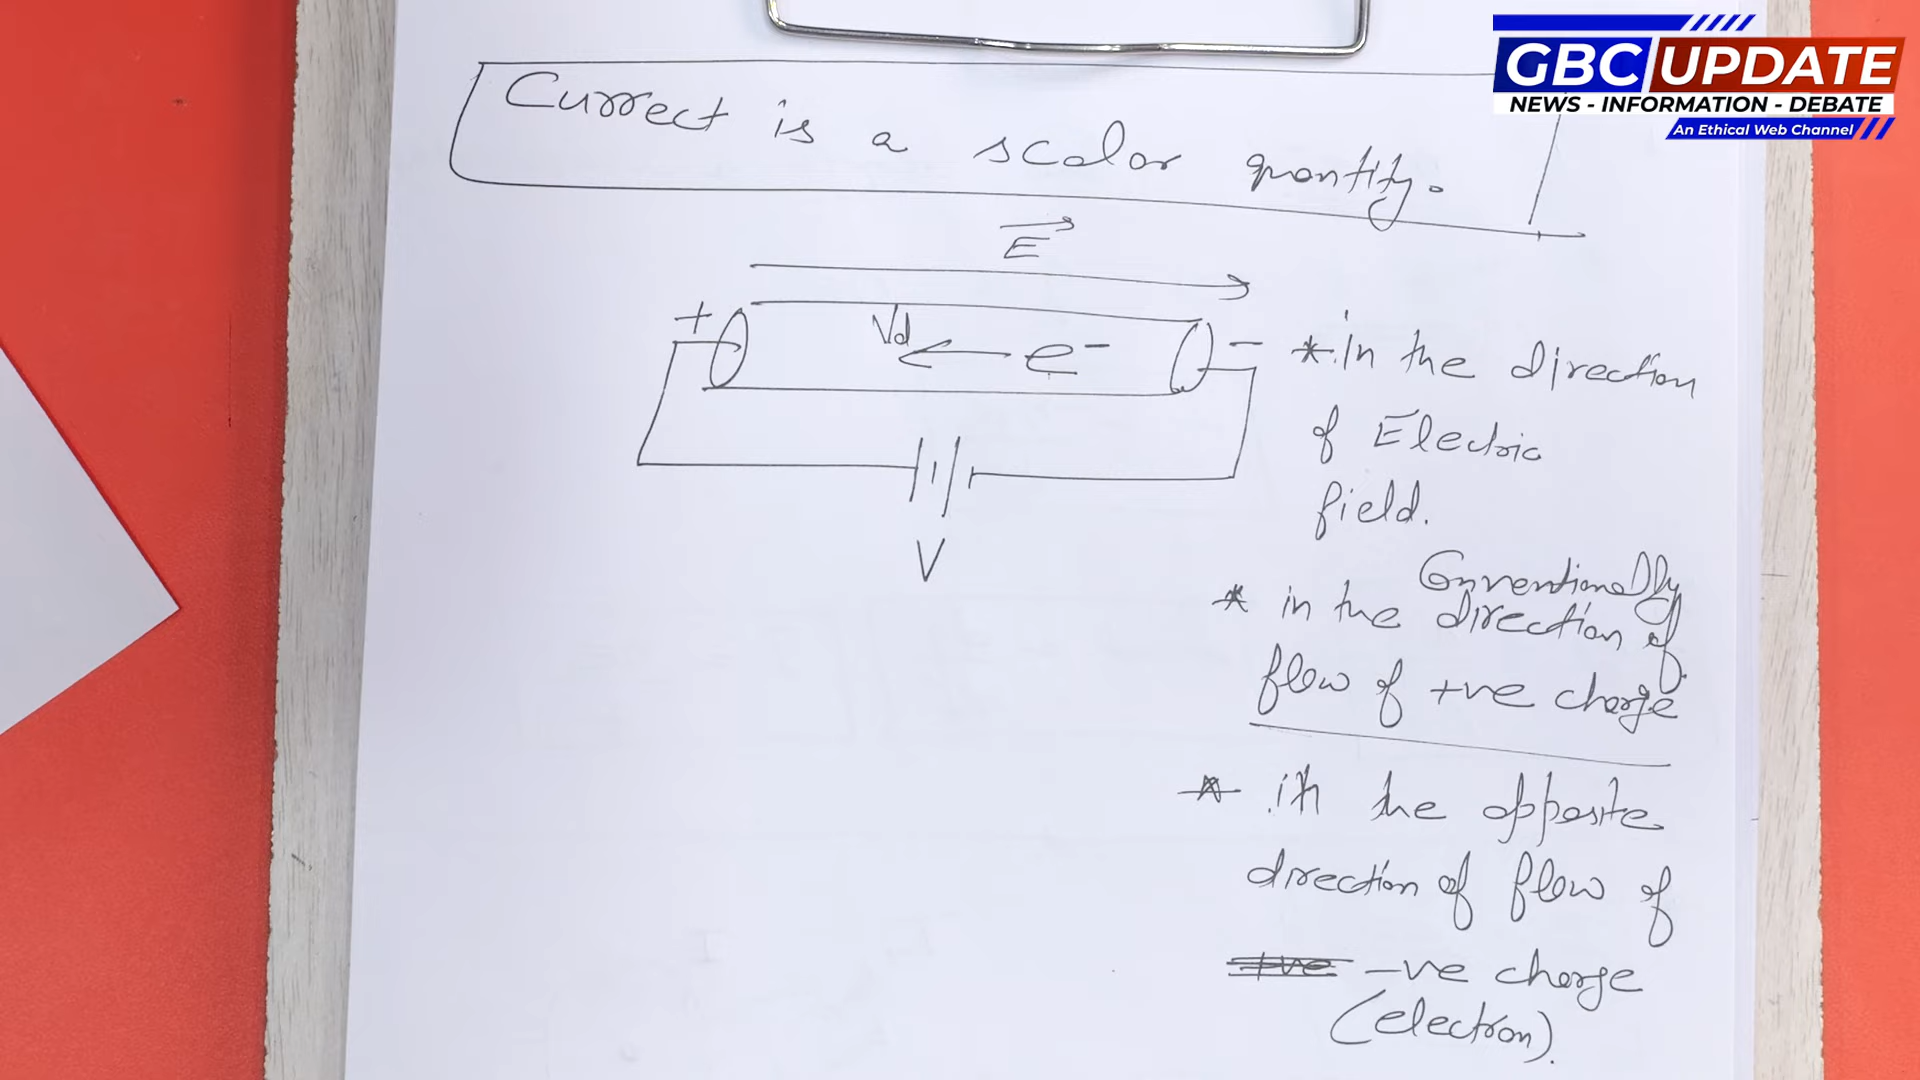 GBC UPDATE
NEWS - INFORMATION - DEBATE
An Ethical Web Channel
Currect is a scalar quantity.
E
+ Vd e- -
V
* in the direction
of Electric
field.
Conventionally
* in the direction of
flow of +ve charge
* in the opposite
direction of flow of
+ve -ve charge
(electron).